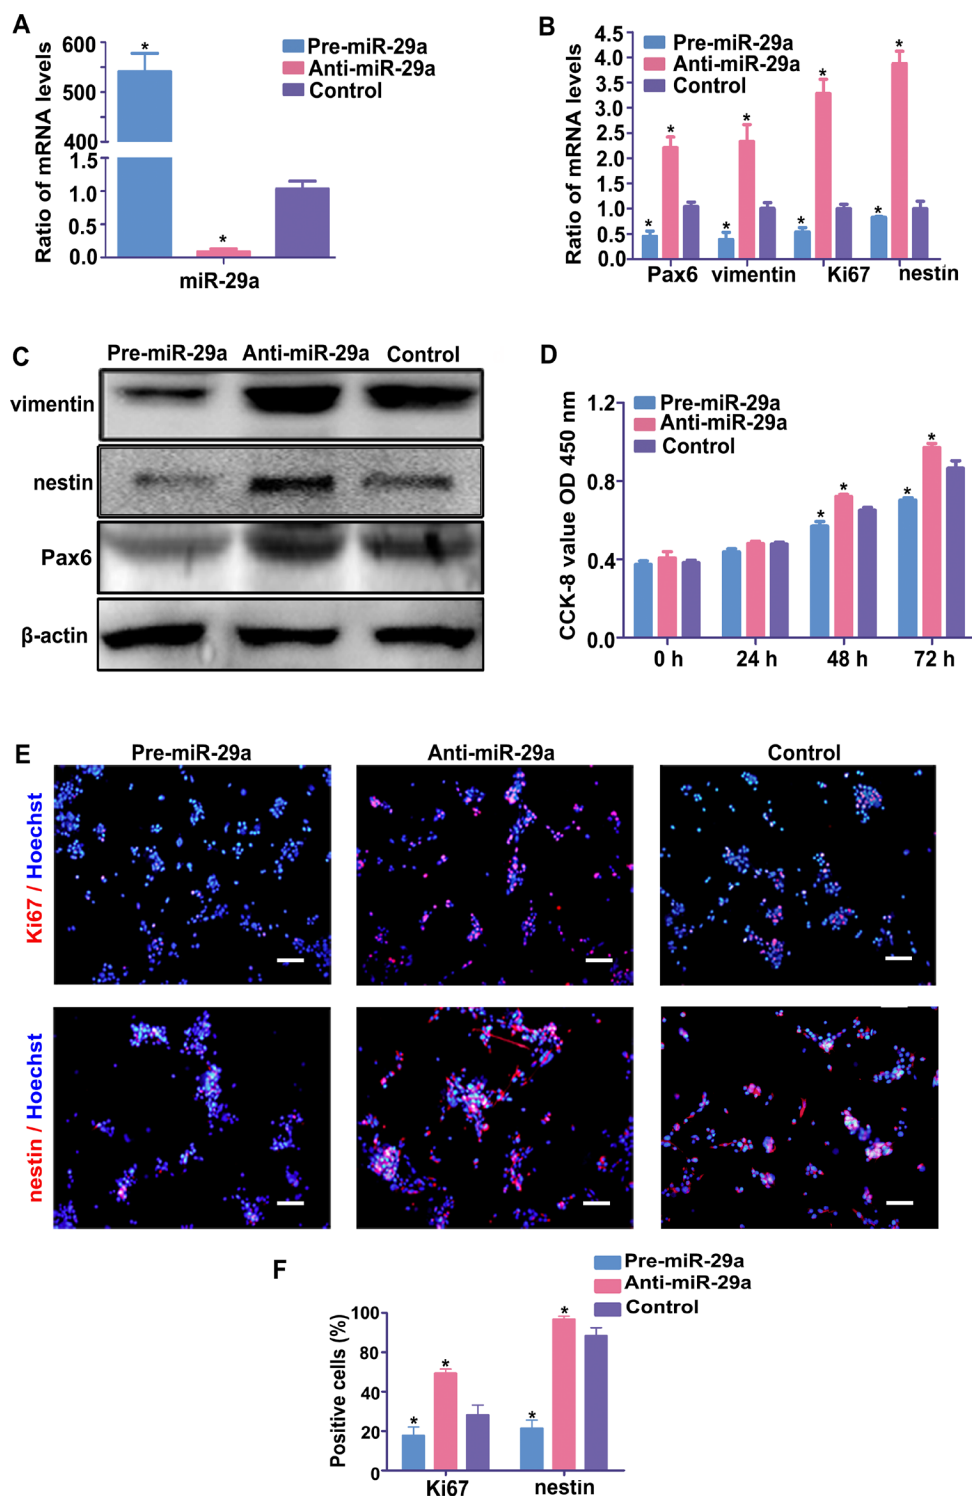 A
Ratio of mRNA levels
600
500
400
1.5
1.0
0.5
0.0
*
*
miR-29a
Pre-miR-29a
Anti-miR-29a
Control
B
Ratio of mRNA levels
4.5
4.0
3.5
3.0
2.5
2.0
1.5
1.0
0.5
0.0
Pre-miR-29a
Anti-miR-29a
Control
*
*
*
*
*
*
*
*
Pax6 vimentin Ki67 nestin
C
Pre-miR-29a Anti-miR-29a Control
vimentin
nestin
Pax6
β-actin
D
CCK-8 value OD 450 nm
1.2
0.8
0.4
0.0
Pre-miR-29a
Anti-miR-29a
Control
*
*
*
*
0 h 24 h 48 h 72 h
E
Pre-miR-29a Anti-miR-29a Control
Ki67 / Hoechst
nestin / Hoechst
F
Pre-miR-29a
Anti-miR-29a
Control
Positive cells (%)
100
80
40
20
0
*
*
*
*
Ki67 nestin